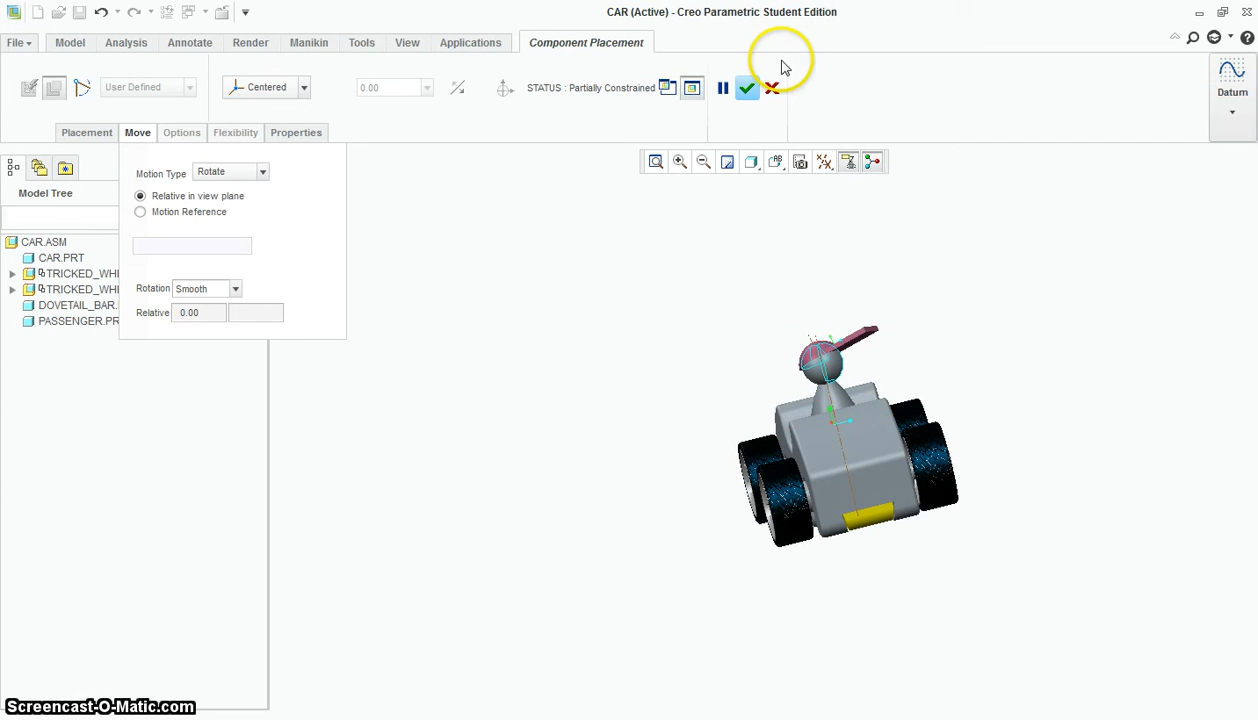 CAR (Active) - Creo Parametric Student Edition
File
Model
Analysis
Annotate
Render
Manikin
Tools
View
Applications
Component Placement
User Defined
Centered
0.00
STATUS : Partially Constrained
Datum
Placement
Move
Options
Flexibility
Properties
Model Tree
Motion Type
Rotate
Relative in view plane
Motion Reference
Rotation
Smooth
Relative
0.00
CAR.ASM
CAR.PRT
TRICKED_WHE
TRICKED_WHE
DOVETAIL_BAR.
PASSENGER.PR
Screencast-O-Matic.com